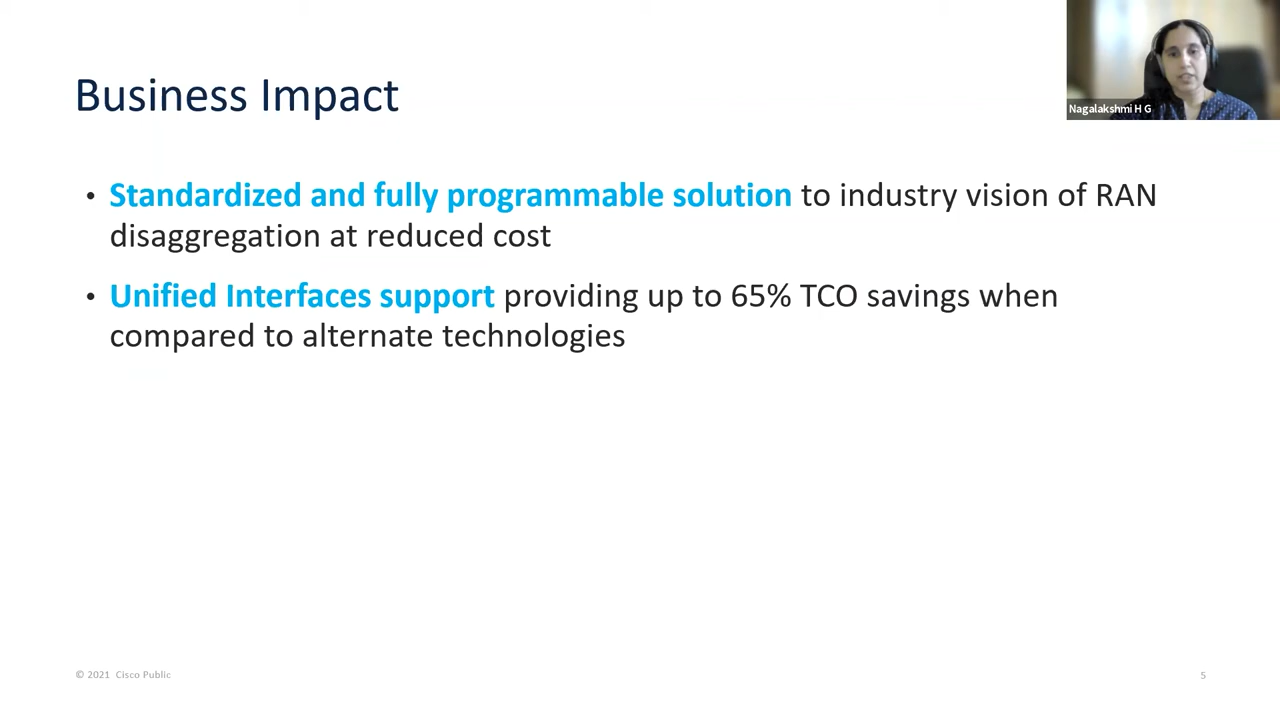 Business Impact
Nagalakshmi H G
• Standardized and fully programmable solution to industry vision of RAN
disaggregation at reduced cost
• Unified Interfaces support providing up to 65% TCO savings when
compared to alternate technologies
© 2021 Cisco Public
5